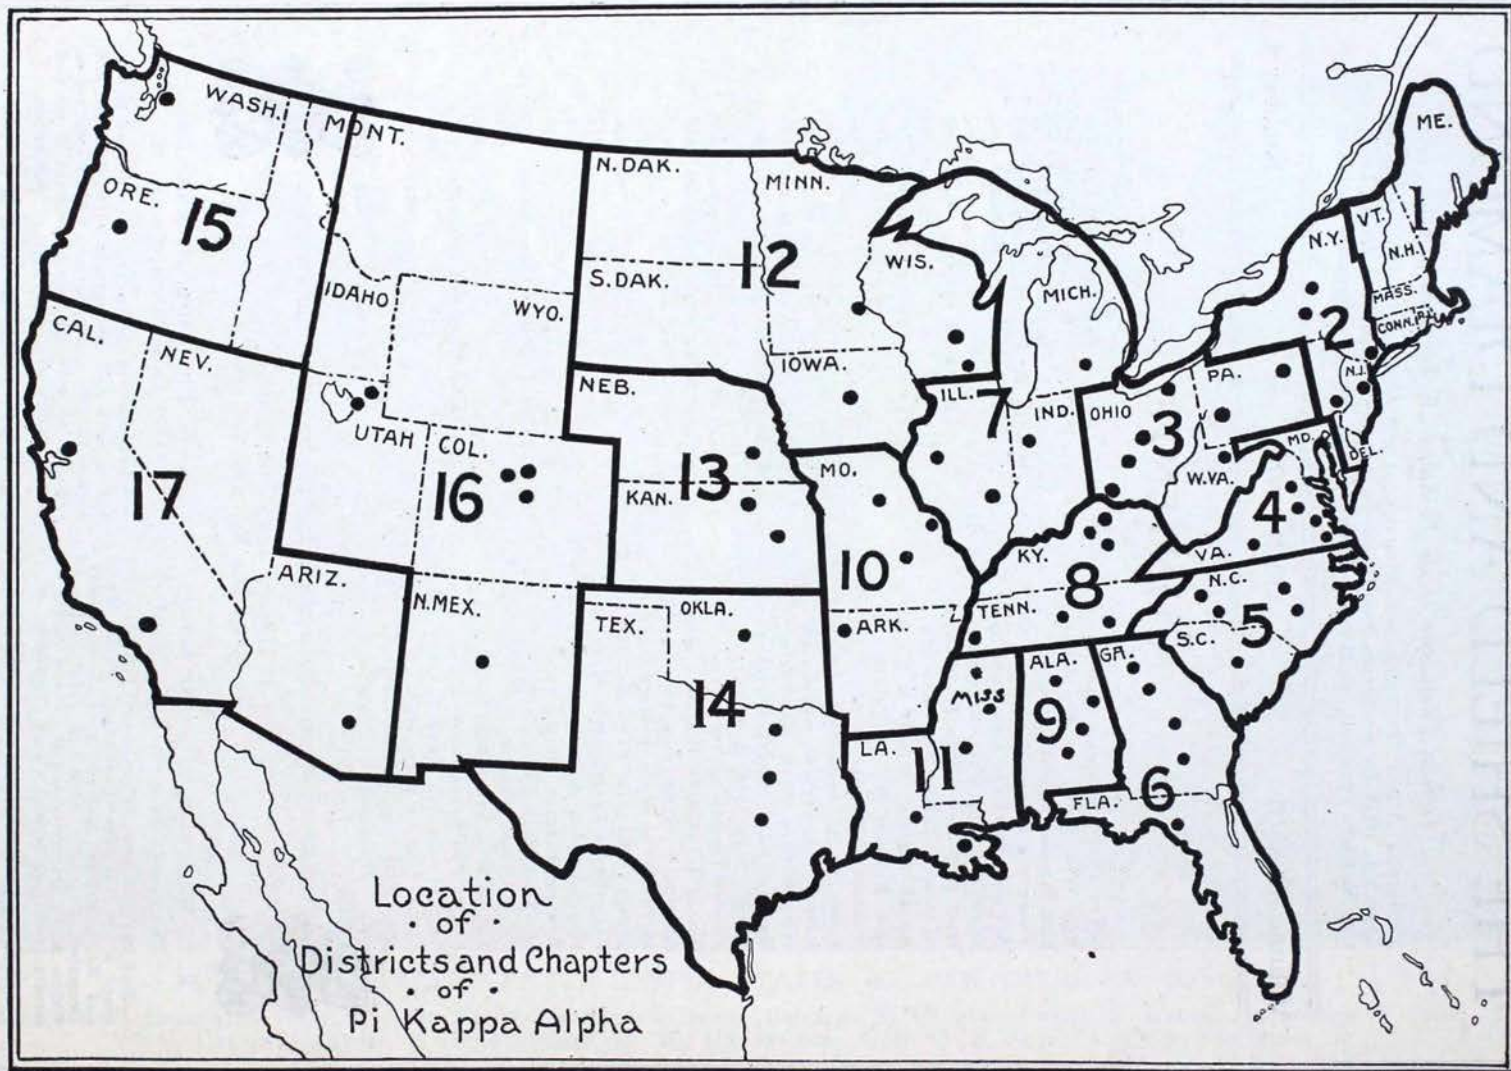 ME.
WASH.
MONT.
N.DAK.
MINN.
ORE.
15
VT.
1
N.Y.
N.H.
12
WIS.
S.DAK.
IDAHO
WYO.
MICH.
MASS.
CONN.
R.I.
2
CAL.
NEV.
IOWA.
NEB.
ILL.
7
IND.
OHIO
3
PA.
N.J.
UTAH
COL.
MD.
DEL.
17
16
13
KAN.
MO.
W.VA.
4
10
KY.
VA.
ARIZ.
N.MEX.
TEX.
OKLA.
ARK.
TENN.
8
N.C.
5
S.C.
14
MISS
ALA.
GA.
9
LA.
11
FLA.
6
Location
· of ·
Districts and Chapters
· of ·
Pi Kappa Alpha